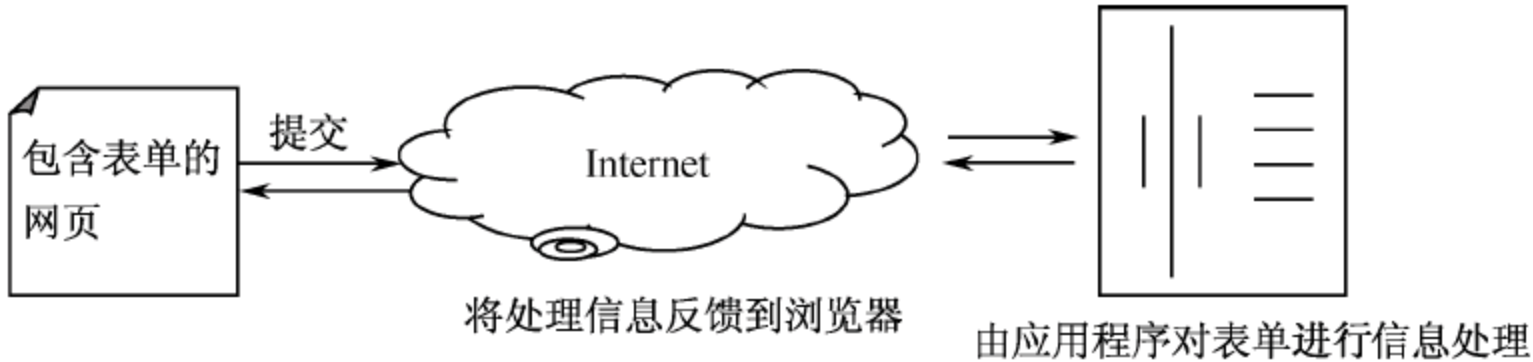 包含表单的
网页
提交
Internet
将处理信息反馈到浏览器
由应用程序对表单进行信息处理